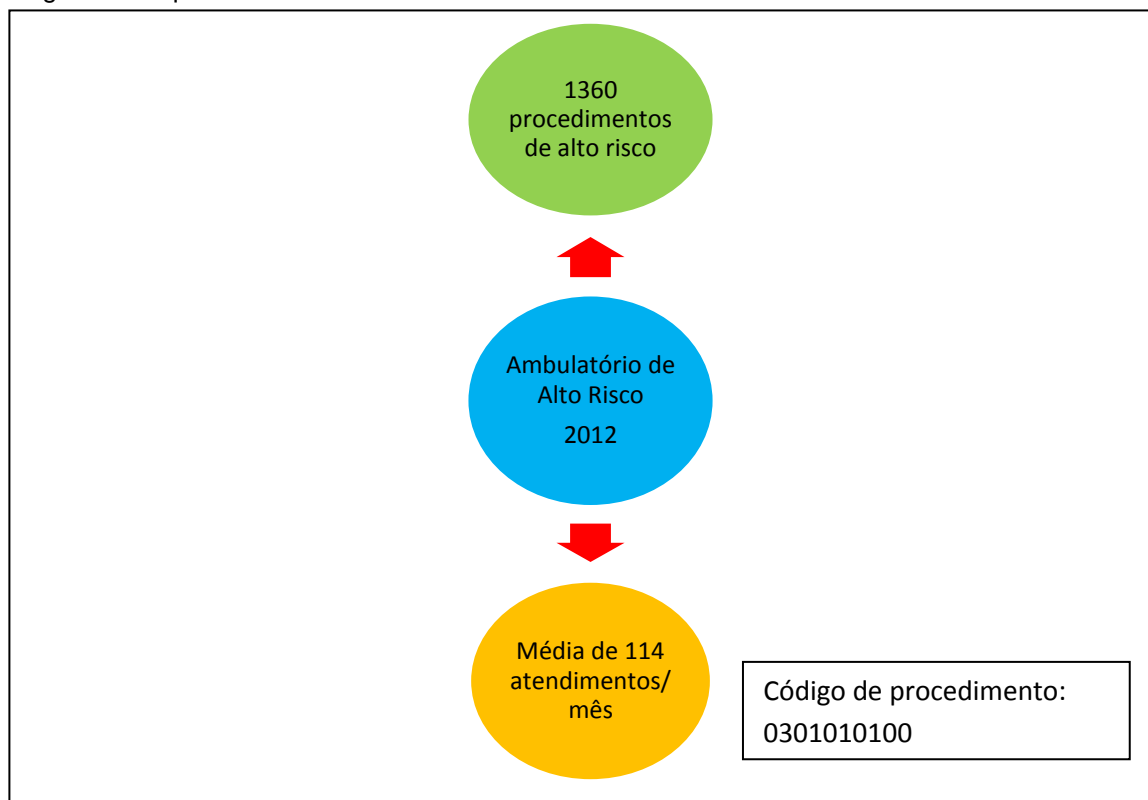 1360
procedimentos
de alto risco
Ambulatório de
Alto Risco
2012
Média de 114
atendimentos/
mês
Código de procedimento:
0301010100